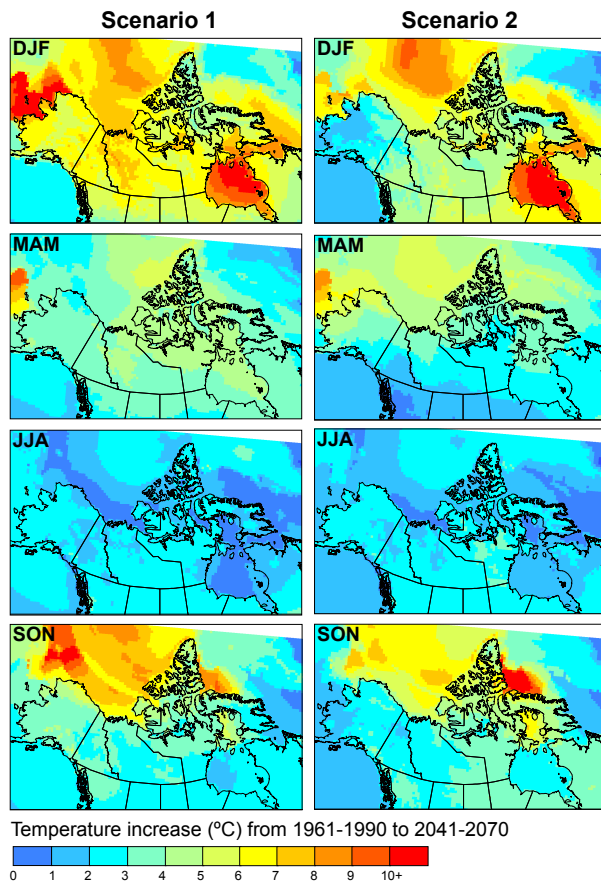 Scenario 1 Scenario 2
DJF DJF
MAM MAM
JJA JJA
SON SON
Temperature increase (ºC) from 1961-1990 to 2041-2070
0 1 2 3 4 5 6 7 8 9 10+